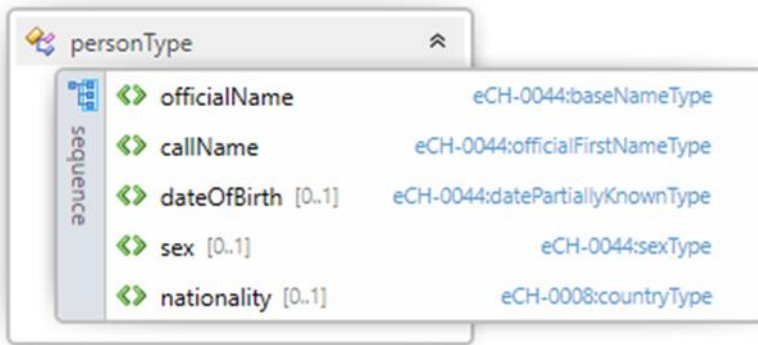 personType
sequence
officialName eCH-0044:baseNameType
callName eCH-0044:officialFirstNameType
dateOfBirth [0..1] eCH-0044:datePartiallyKnownType
sex [0..1] eCH-0044:sexType
nationality [0..1] eCH-0008:countryType